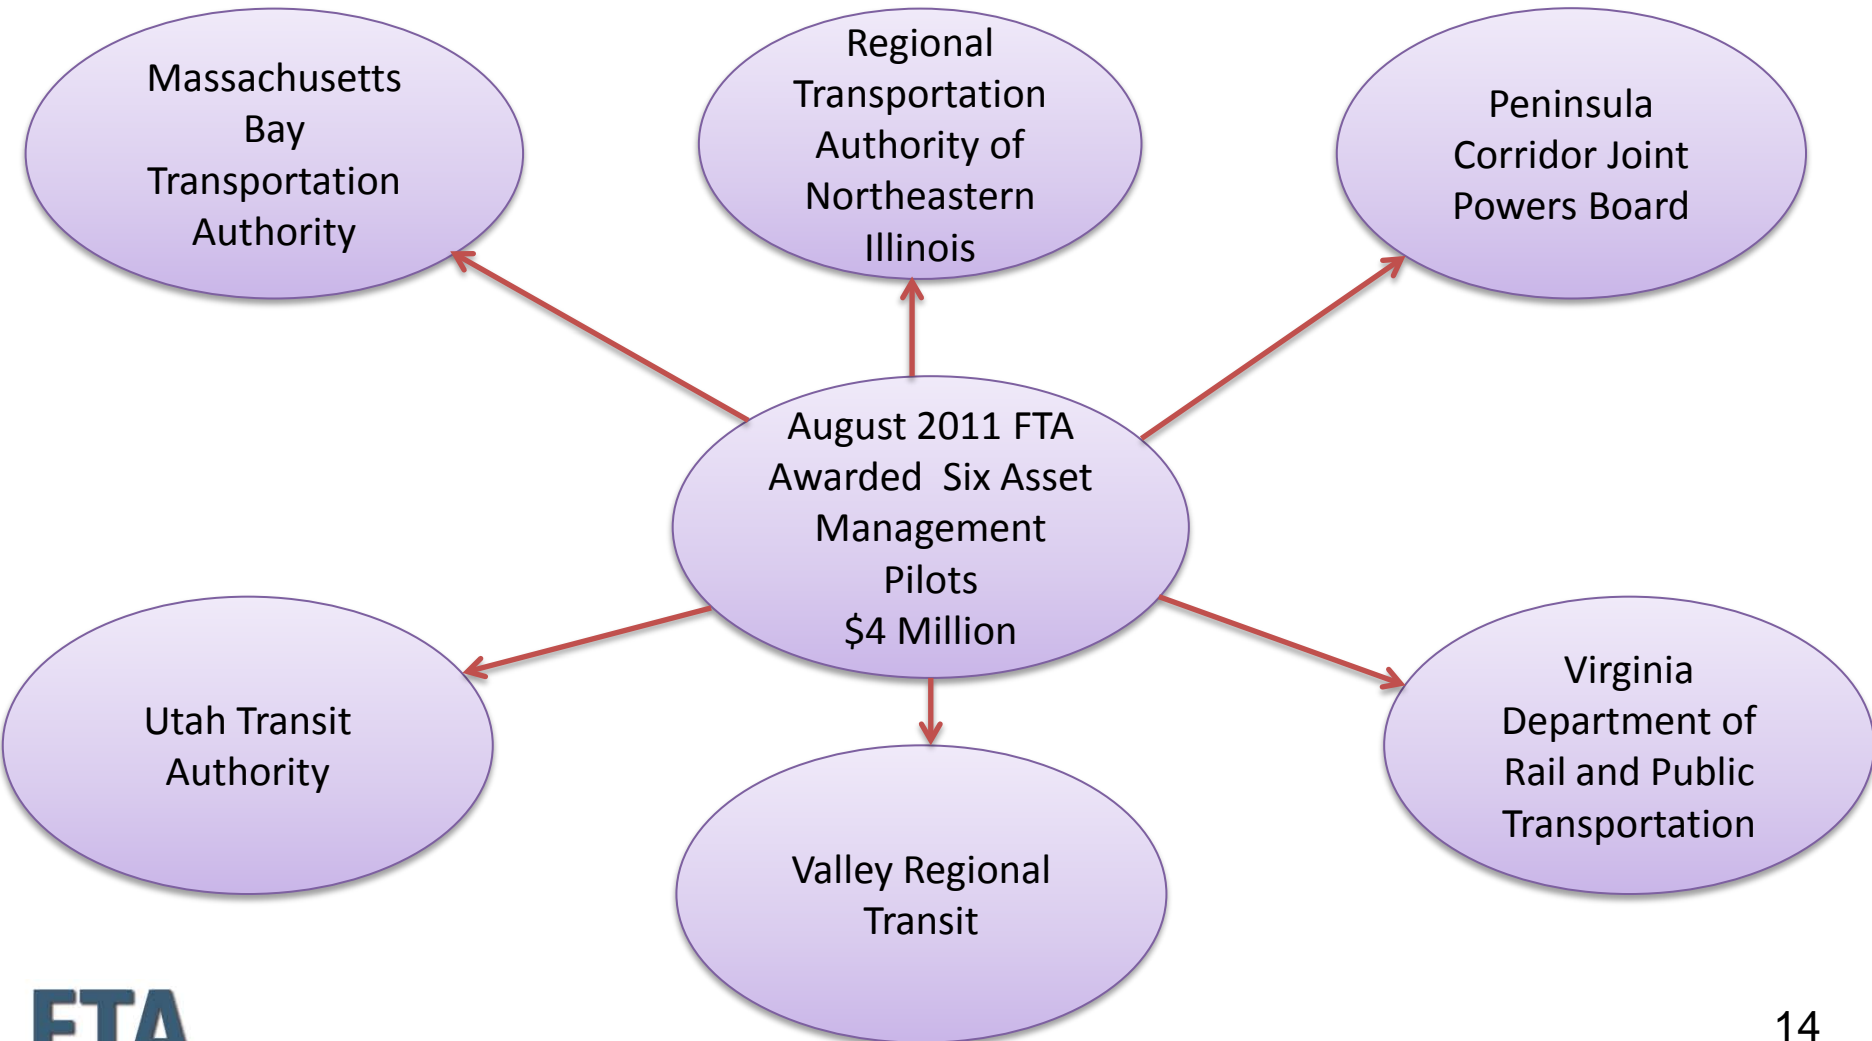 Massachusetts
Bay
Transportation
Authority
Regional
Transportation
Authority of
Northeastern
Illinois
Peninsula
Corridor Joint
Powers Board
August 2011 FTA
Awarded  Six Asset
Management
Pilots
$4 Million
Utah Transit
Authority
Valley Regional
Transit
Virginia
Department of
Rail and Public
Transportation
FTA
14